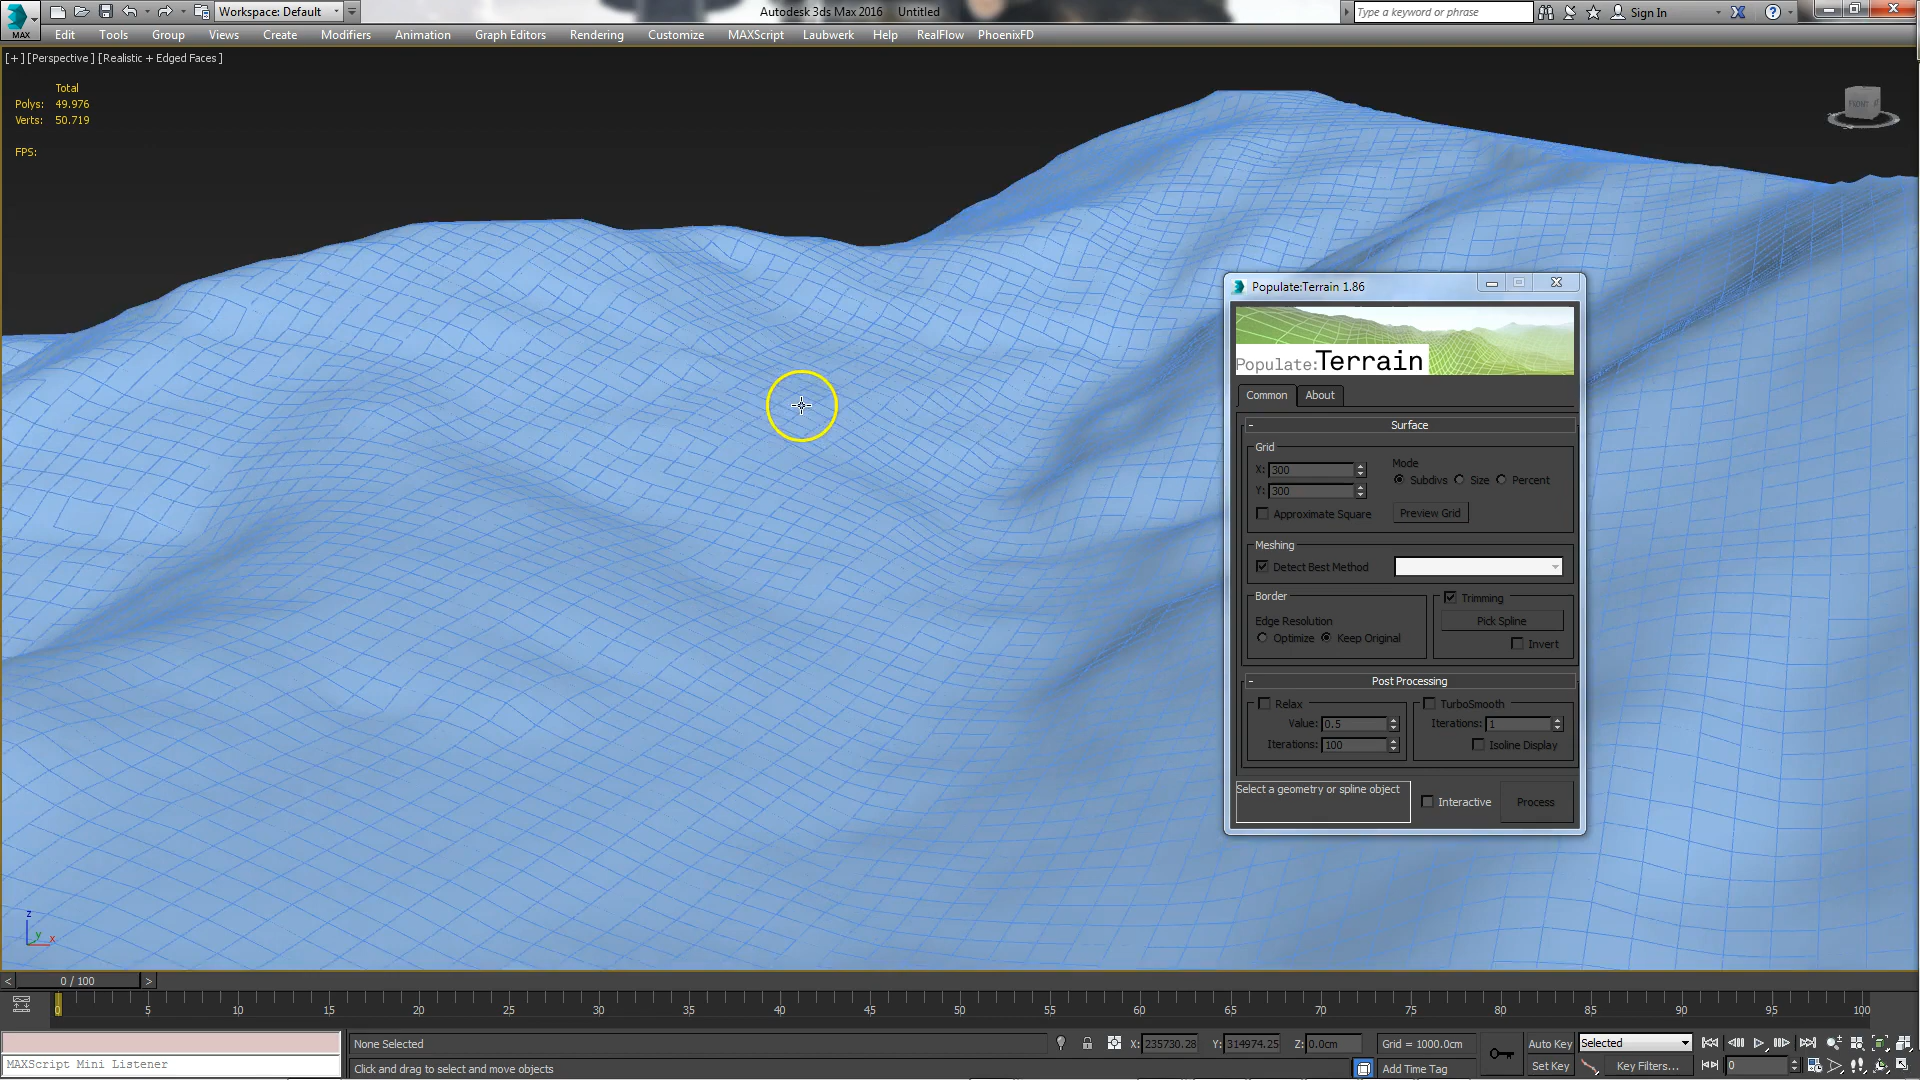 Workspace: Default
Autodesk 3ds Max 2016 Untitled
Type a keyword or phrase
Sign In
MAX
Edit Tools Group Views Create Modifiers Animation Graph Editors Rendering Customize MAXScript Laubwerk Help RealFlow PhoenixFD
[+] [Perspective ] [Realistic + Edged Faces ]
Total
Polys: 49.976
Verts: 50.719
FPS:
FRONT
Populate:Terrain 1.86
Populate:Terrain
Common About
- Surface
Grid
X: 300
Y: 300
Approximate Square
Mode
Subdivs Size Percent
Preview Grid
Meshing
Detect Best Method
Border
Edge Resolution
Optimize Keep Original
Trimming
Pick Spline
Invert
- Post Processing
Relax
Value: 0.5
Iterations: 100
TurboSmooth
Iterations: 1
Isoline Display
Select a geometry or spline object
Interactive
Process
z
y
x
< 0 / 100 >
0 5 10 15 20 25 30 35 40 45 50 55 60 65 70 75 80 85 90 95 100
None Selected
X: 235730.28 Y: 314974.25 Z: 0.0cm
Grid = 1000.0cm
Auto Key
Selected
MAXScript Mini Listener
Click and drag to select and move objects
Add Time Tag
Set Key
Key Filters...
0